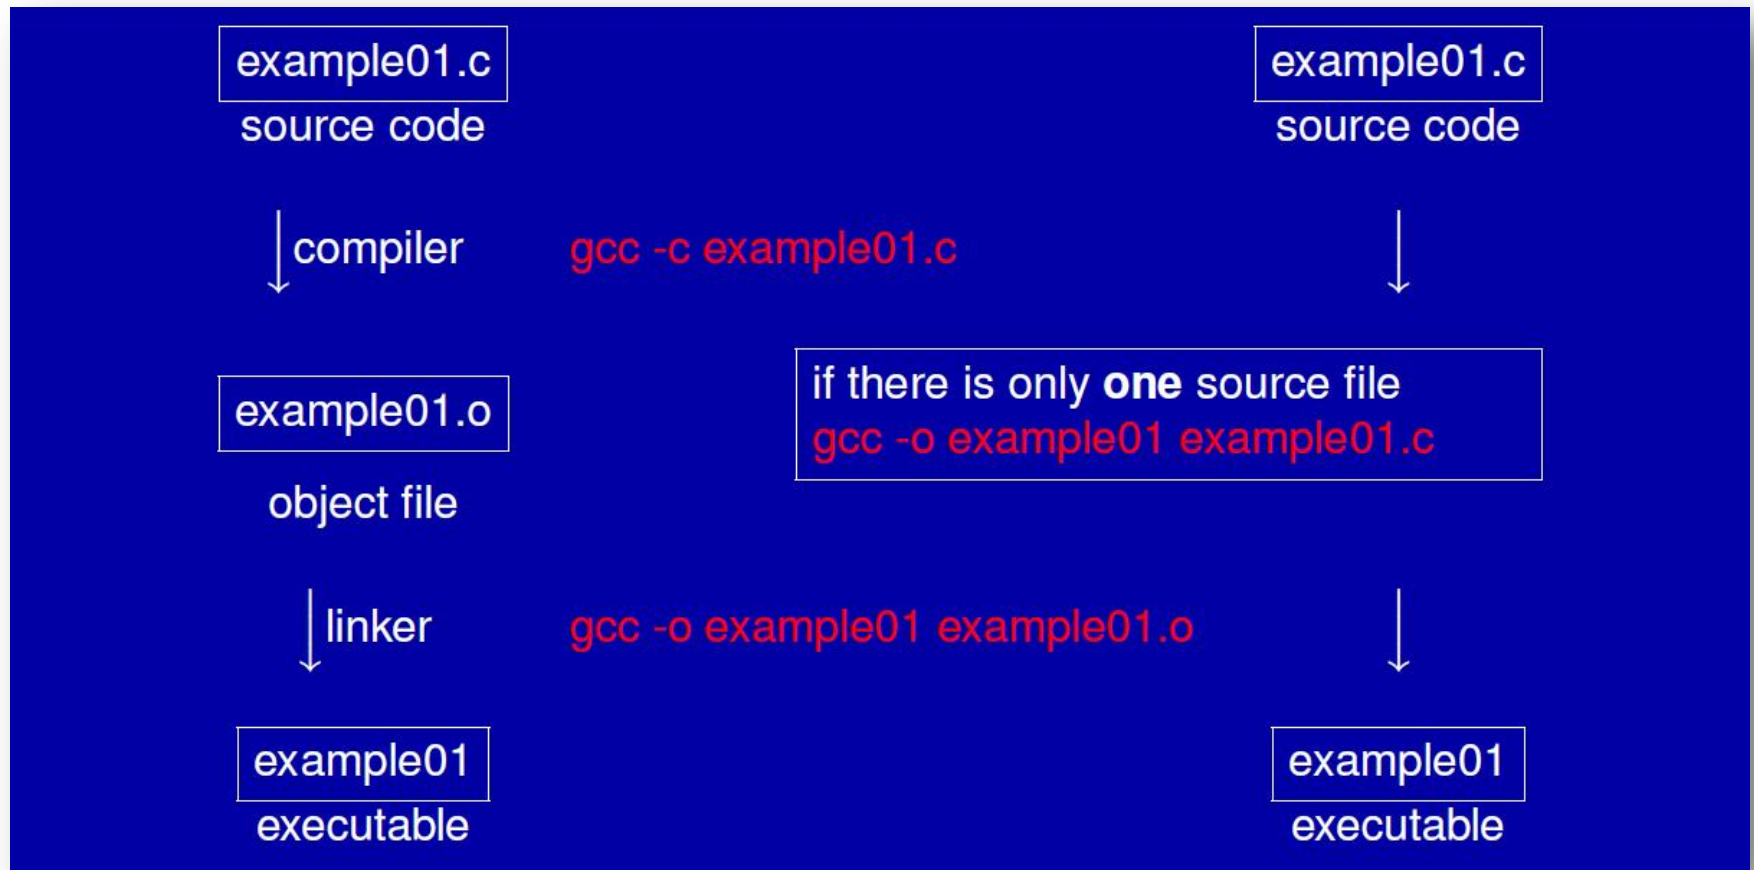 example01.c
source code
example01.c
source code
compiler
gcc -c example01.c
example01.o
object file
if there is only one source file
gcc -o example01 example01.c
linker
gcc -o example01 example01.o
example01
executable
example01
executable